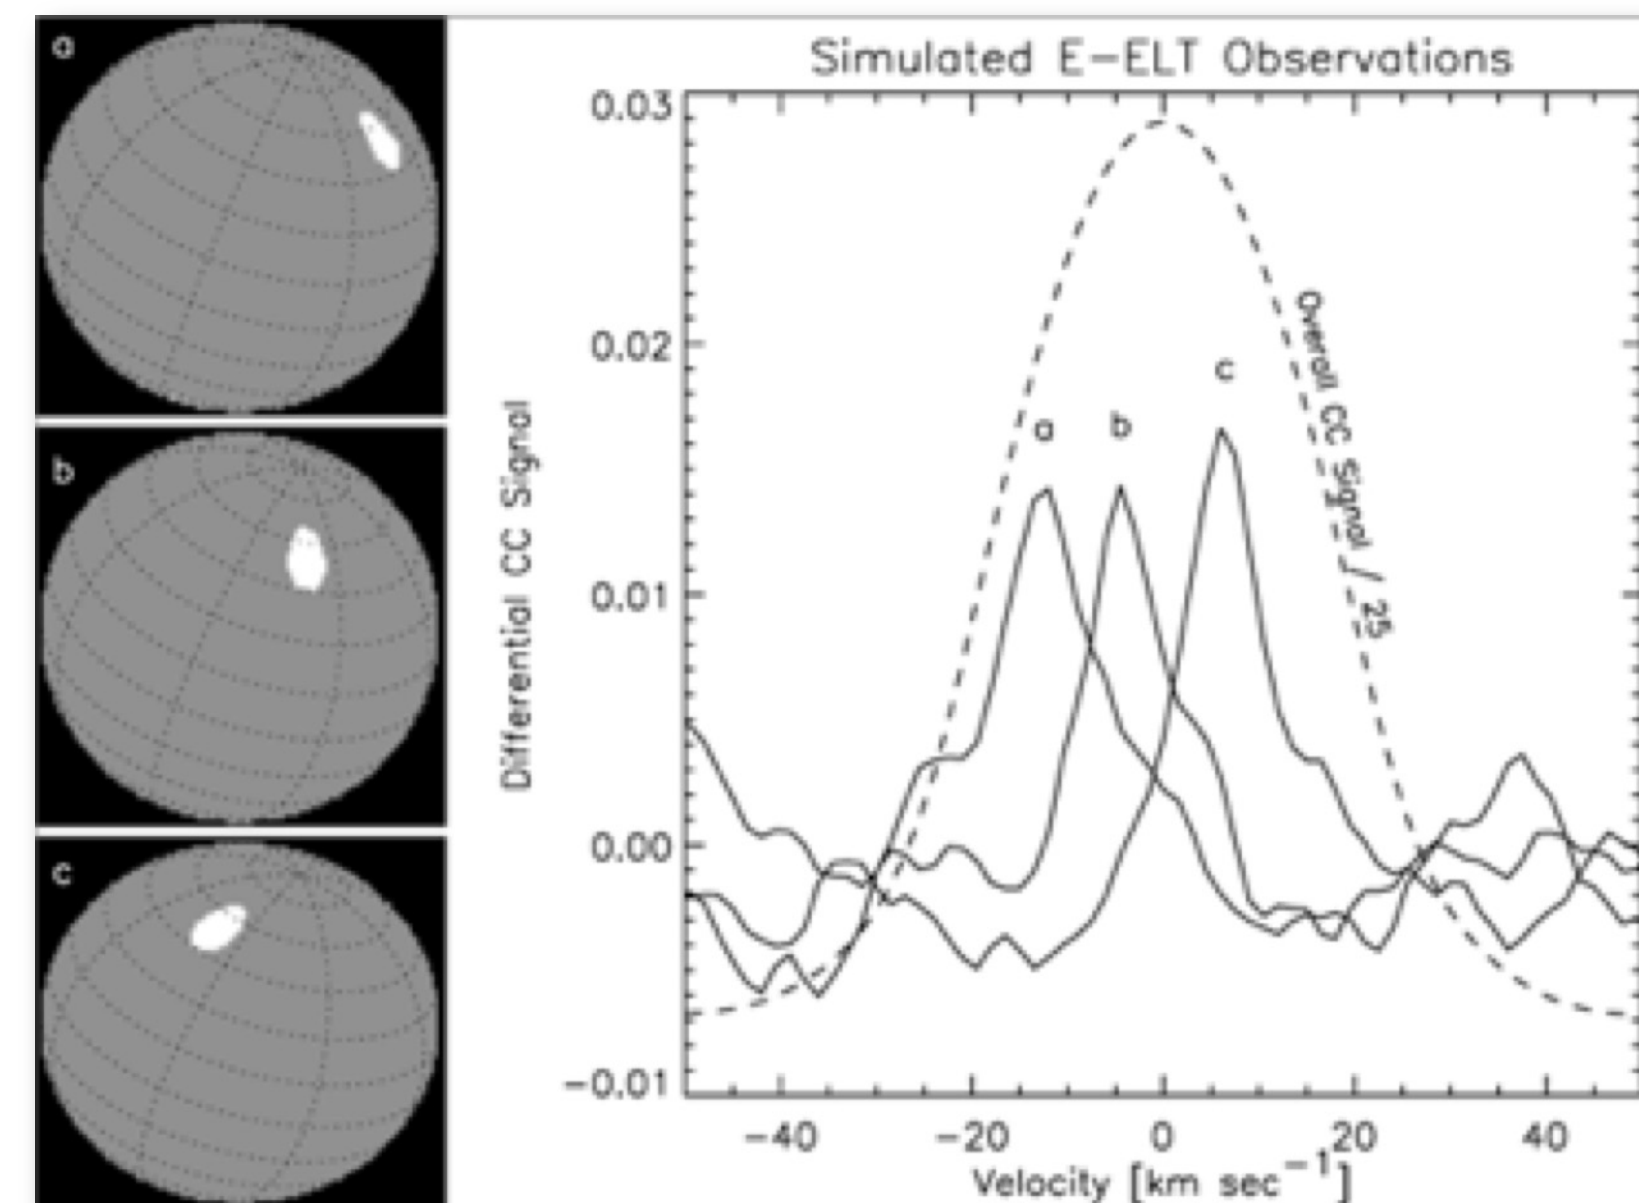 a
b
c
Simulated E-ELT Observations
Differential CC Signal
0.03
0.02
0.01
0.00
-0.01
a
b
c
Overall CC Signal / 25
-40
-20
0
20
40
Velocity [km sec⁻¹]